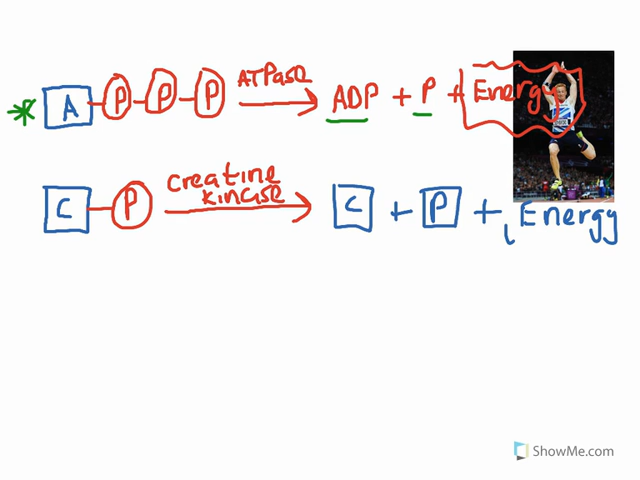 A P P P ATPase ADP + P + Energy
C P creatine kinase C + P + Energy
ShowMe.com